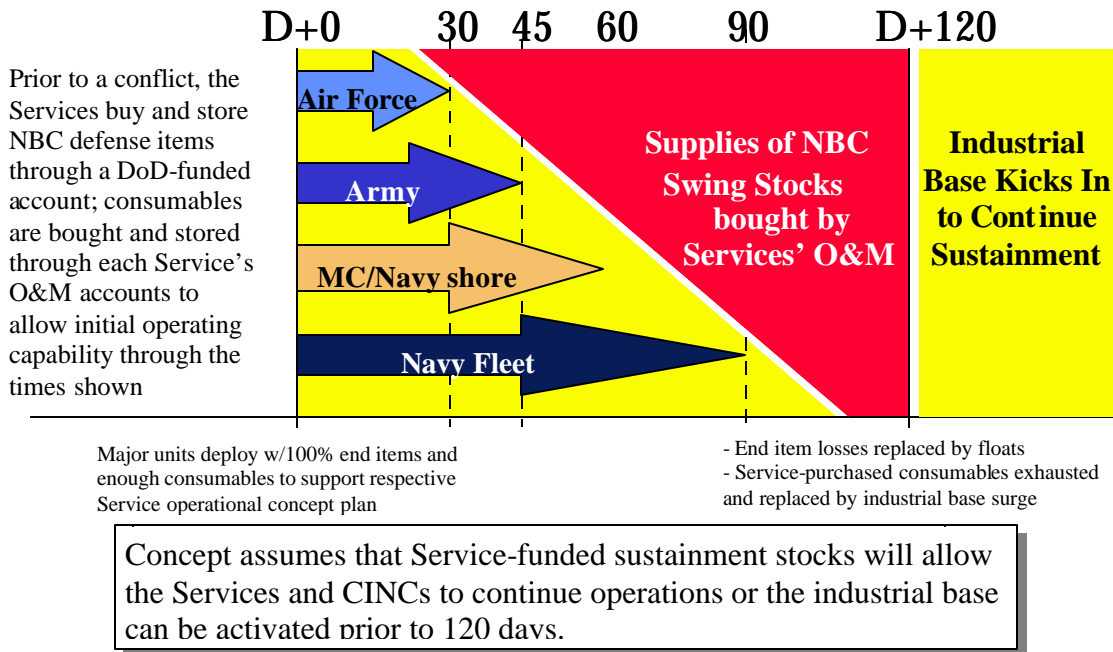 D+0 30 45 60 90 D+120
Prior to a conflict, the
Services buy and store
NBC defense items
through a DoD-funded
account; consumables
are bought and stored
through each Service's
O&M accounts to
allow initial operating
capability through the
times shown
Air Force
Army
MC/Navy shore
Navy Fleet
Supplies of NBC
Swing Stocks
bought by
Services' O&M
Industrial
Base Kicks In
to Continue
Sustainment
Major units deploy w/100% end items and
enough consumables to support respective
Service operational concept plan
- End item losses replaced by floats
- Service-purchased consumables exhausted
and replaced by industrial base surge
Concept assumes that Service-funded sustainment stocks will allow
the Services and CINCs to continue operations or the industrial base
can be activated prior to 120 days.